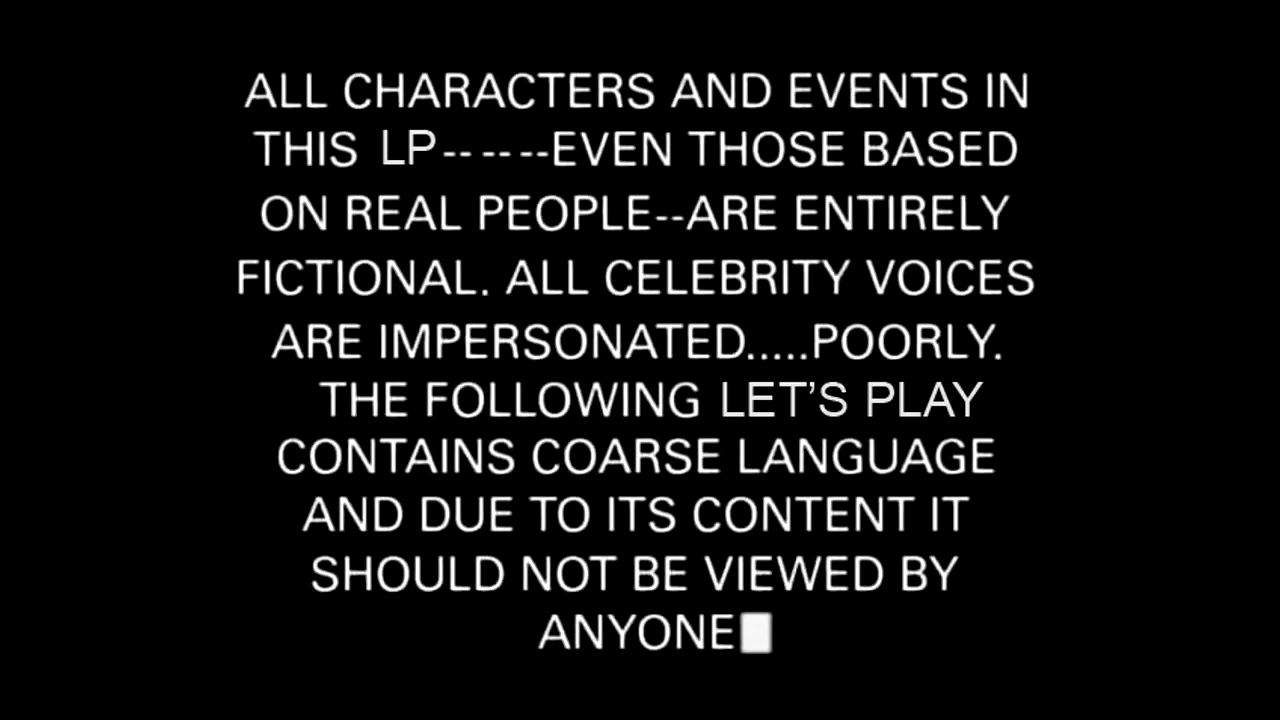 ALL CHARACTERS AND EVENTS IN
THIS LP-- -- --EVEN THOSE BASED
ON REAL PEOPLE--ARE ENTIRELY
FICTIONAL. ALL CELEBRITY VOICES
ARE IMPERSONATED.....POORLY.
THE FOLLOWING LET'S PLAY
CONTAINS COARSE LANGUAGE
AND DUE TO ITS CONTENT IT
SHOULD NOT BE VIEWED BY
ANYONE